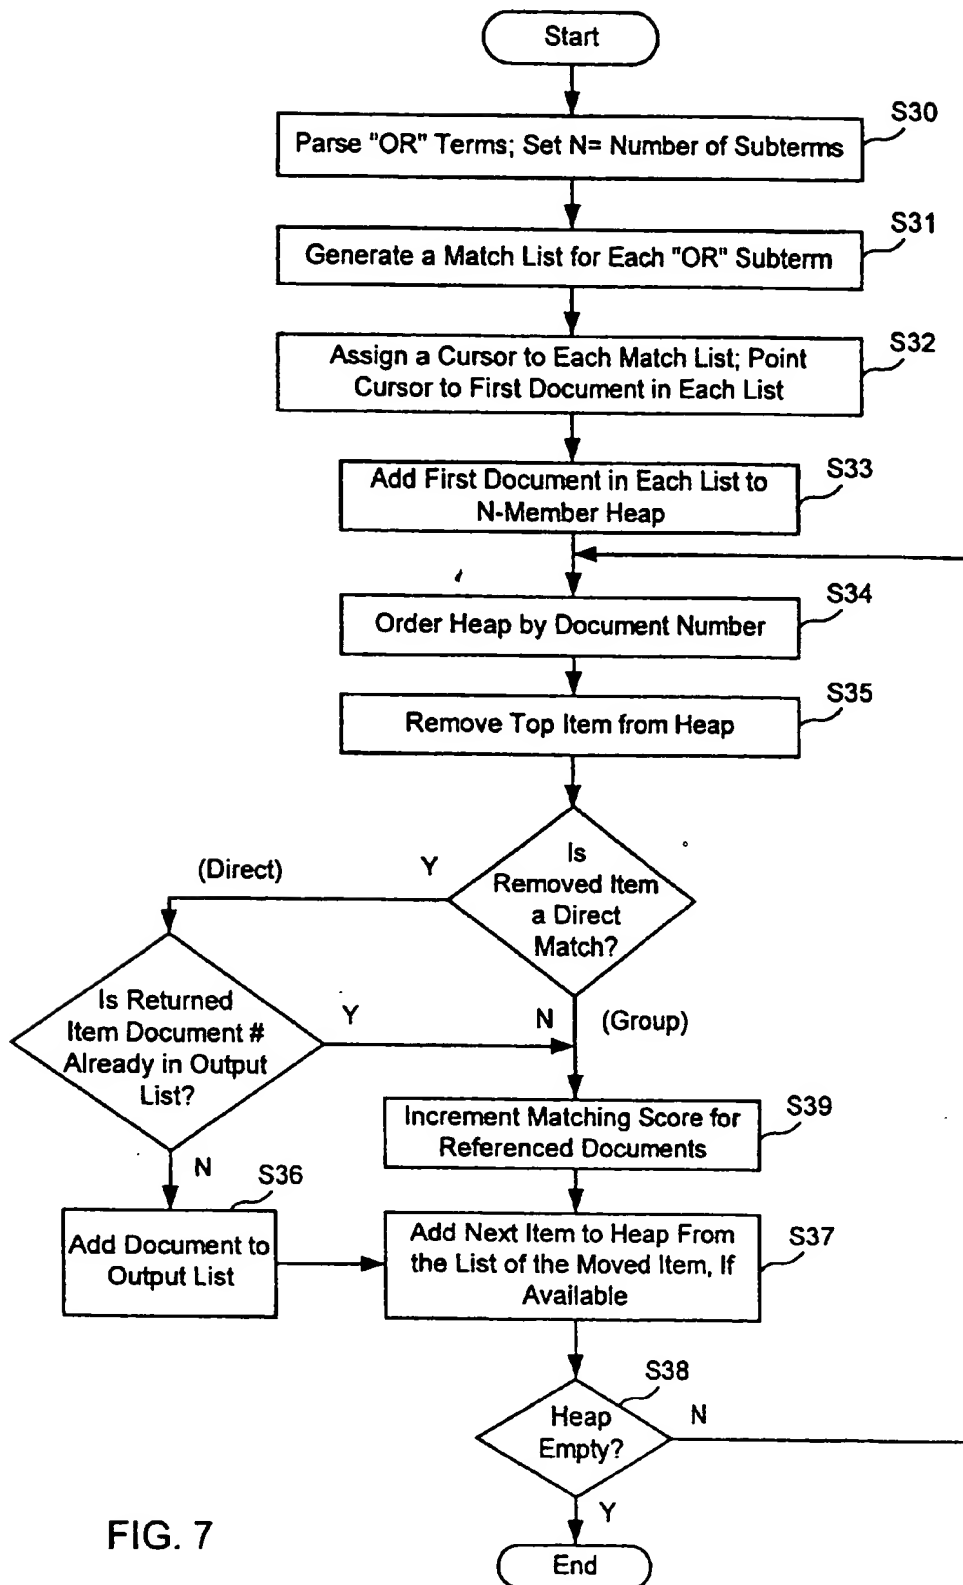 Start
S30
Parse "OR" Terms; Set N= Number of Subterms
S31
Generate a Match List for Each "OR" Subterm
S32
Assign a Cursor to Each Match List; Point
Cursor to First Document in Each List
S33
Add First Document in Each List to
N-Member Heap
S34
Order Heap by Document Number
S35
Remove Top Item from Heap
Is
Removed Item
a Direct
Match?
(Direct)
Y
Is Returned
Item Document #
Already in Output
List?
Y
N
(Group)
S39
Increment Matching Score for
Referenced Documents
N
S36
Add Document to
Output List
S37
Add Next Item to Heap From
the List of the Moved Item, If
Available
S38
Heap
Empty?
N
Y
End
FIG. 7